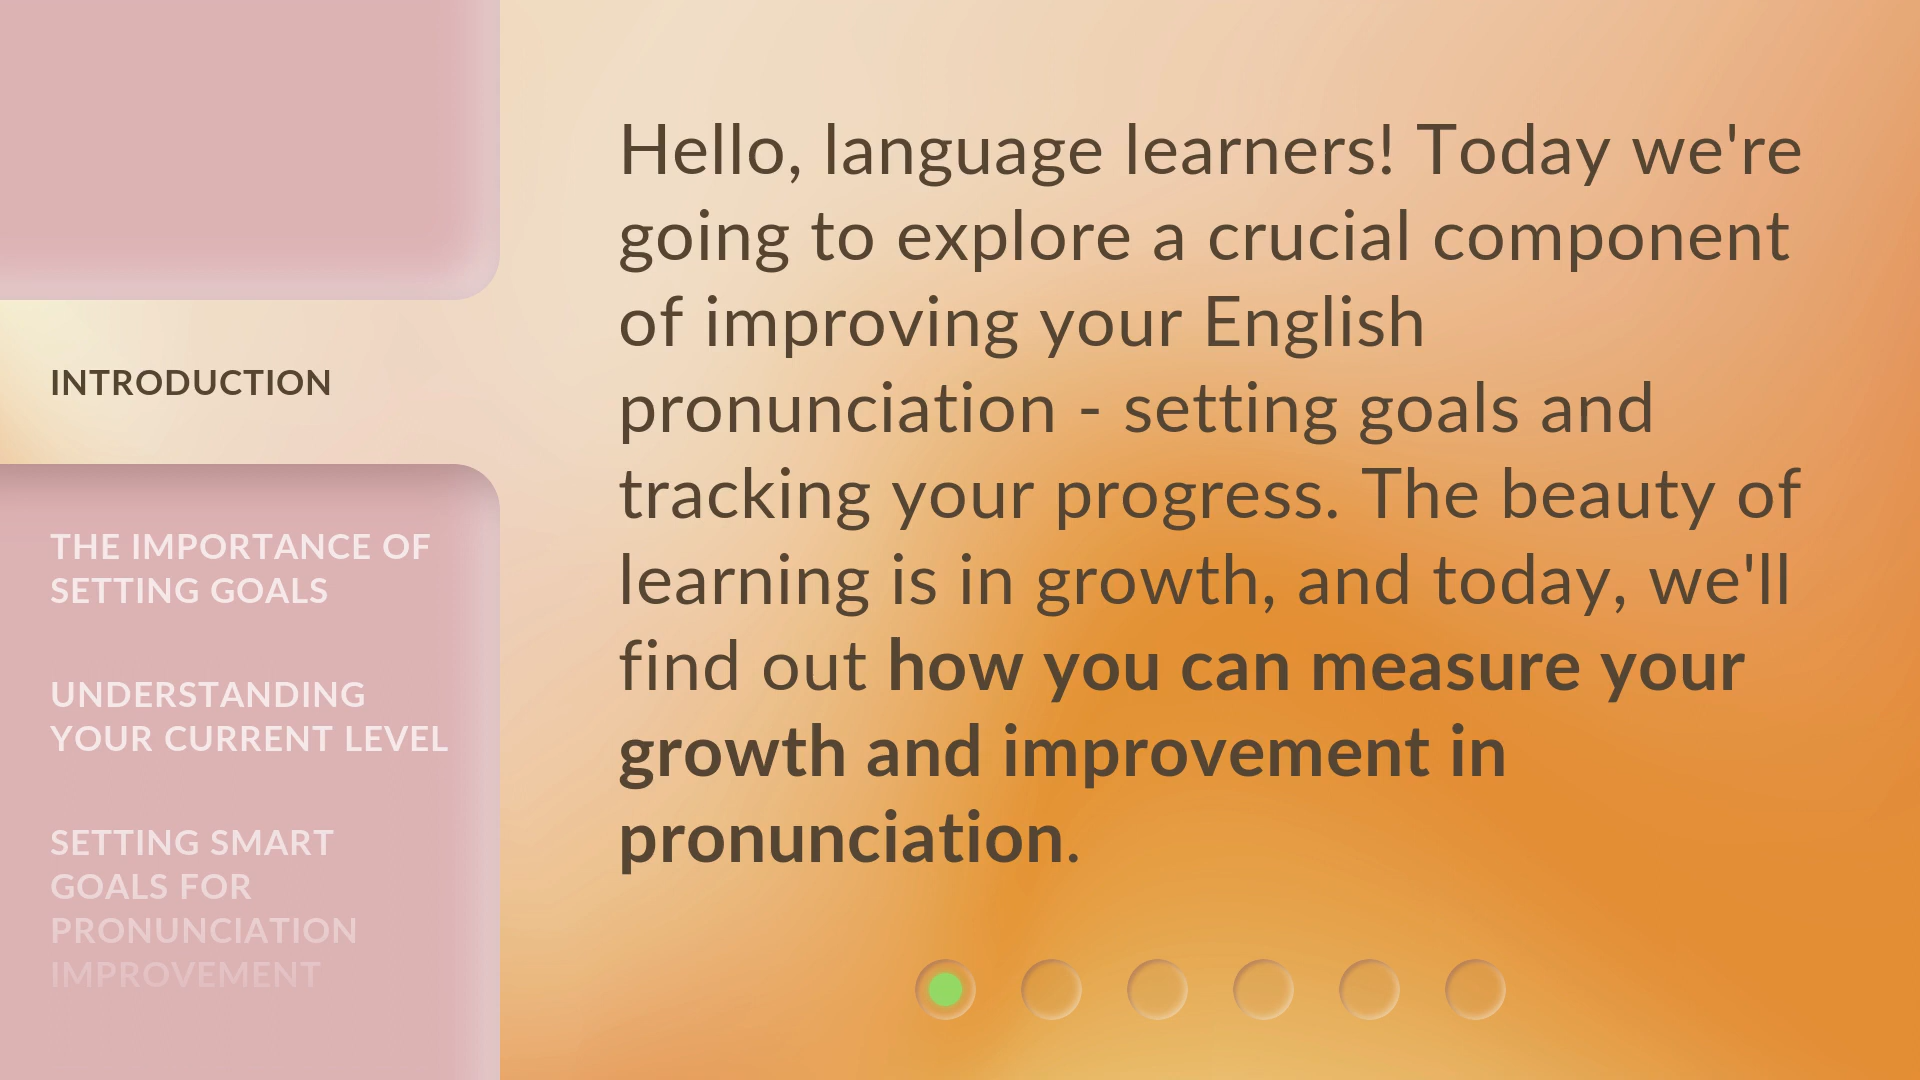 INTRODUCTION
THE IMPORTANCE OF
SETTING GOALS
UNDERSTANDING
YOUR CURRENT LEVEL
SETTING SMART
GOALS FOR
PRONUNCIATION
IMPROVEMENT
Hello, language learners! Today we're
going to explore a crucial component
of improving your English
pronunciation - setting goals and
tracking your progress. The beauty of
learning is in growth, and today, we'll
find out how you can measure your
growth and improvement in
pronunciation.